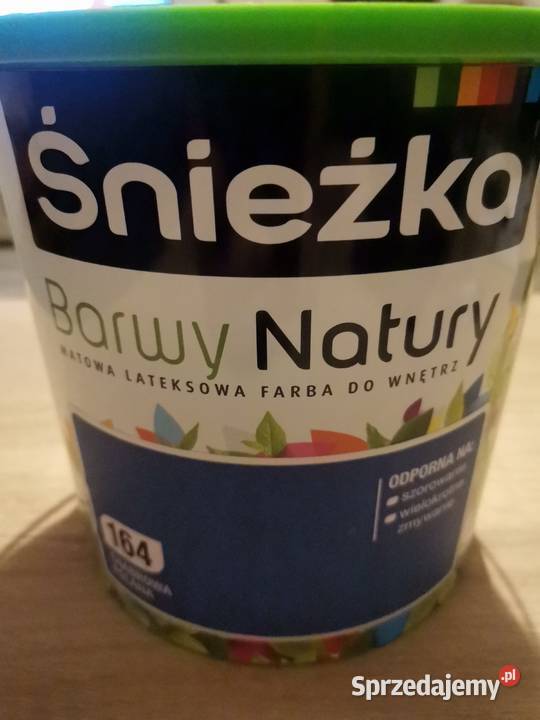 Śnieżka
Barwy Natury
MATOWA LATEKSOWA FARBA DO WNĘTRZ
ODPORNA NA:
szorowanie
wielokrotne
zmywanie
164
Sprzedajemy.pl